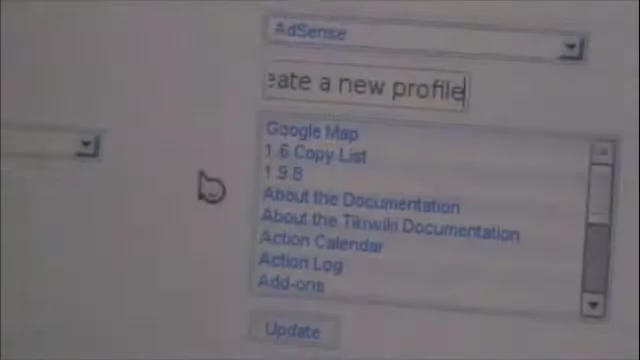 AdSense
eate a new profile
Google Map
1.6 Copy List
1.9.8
About the Documentation
About the Tikiwiki Documentation
Action Calendar
Action Log
Add-ons
Update